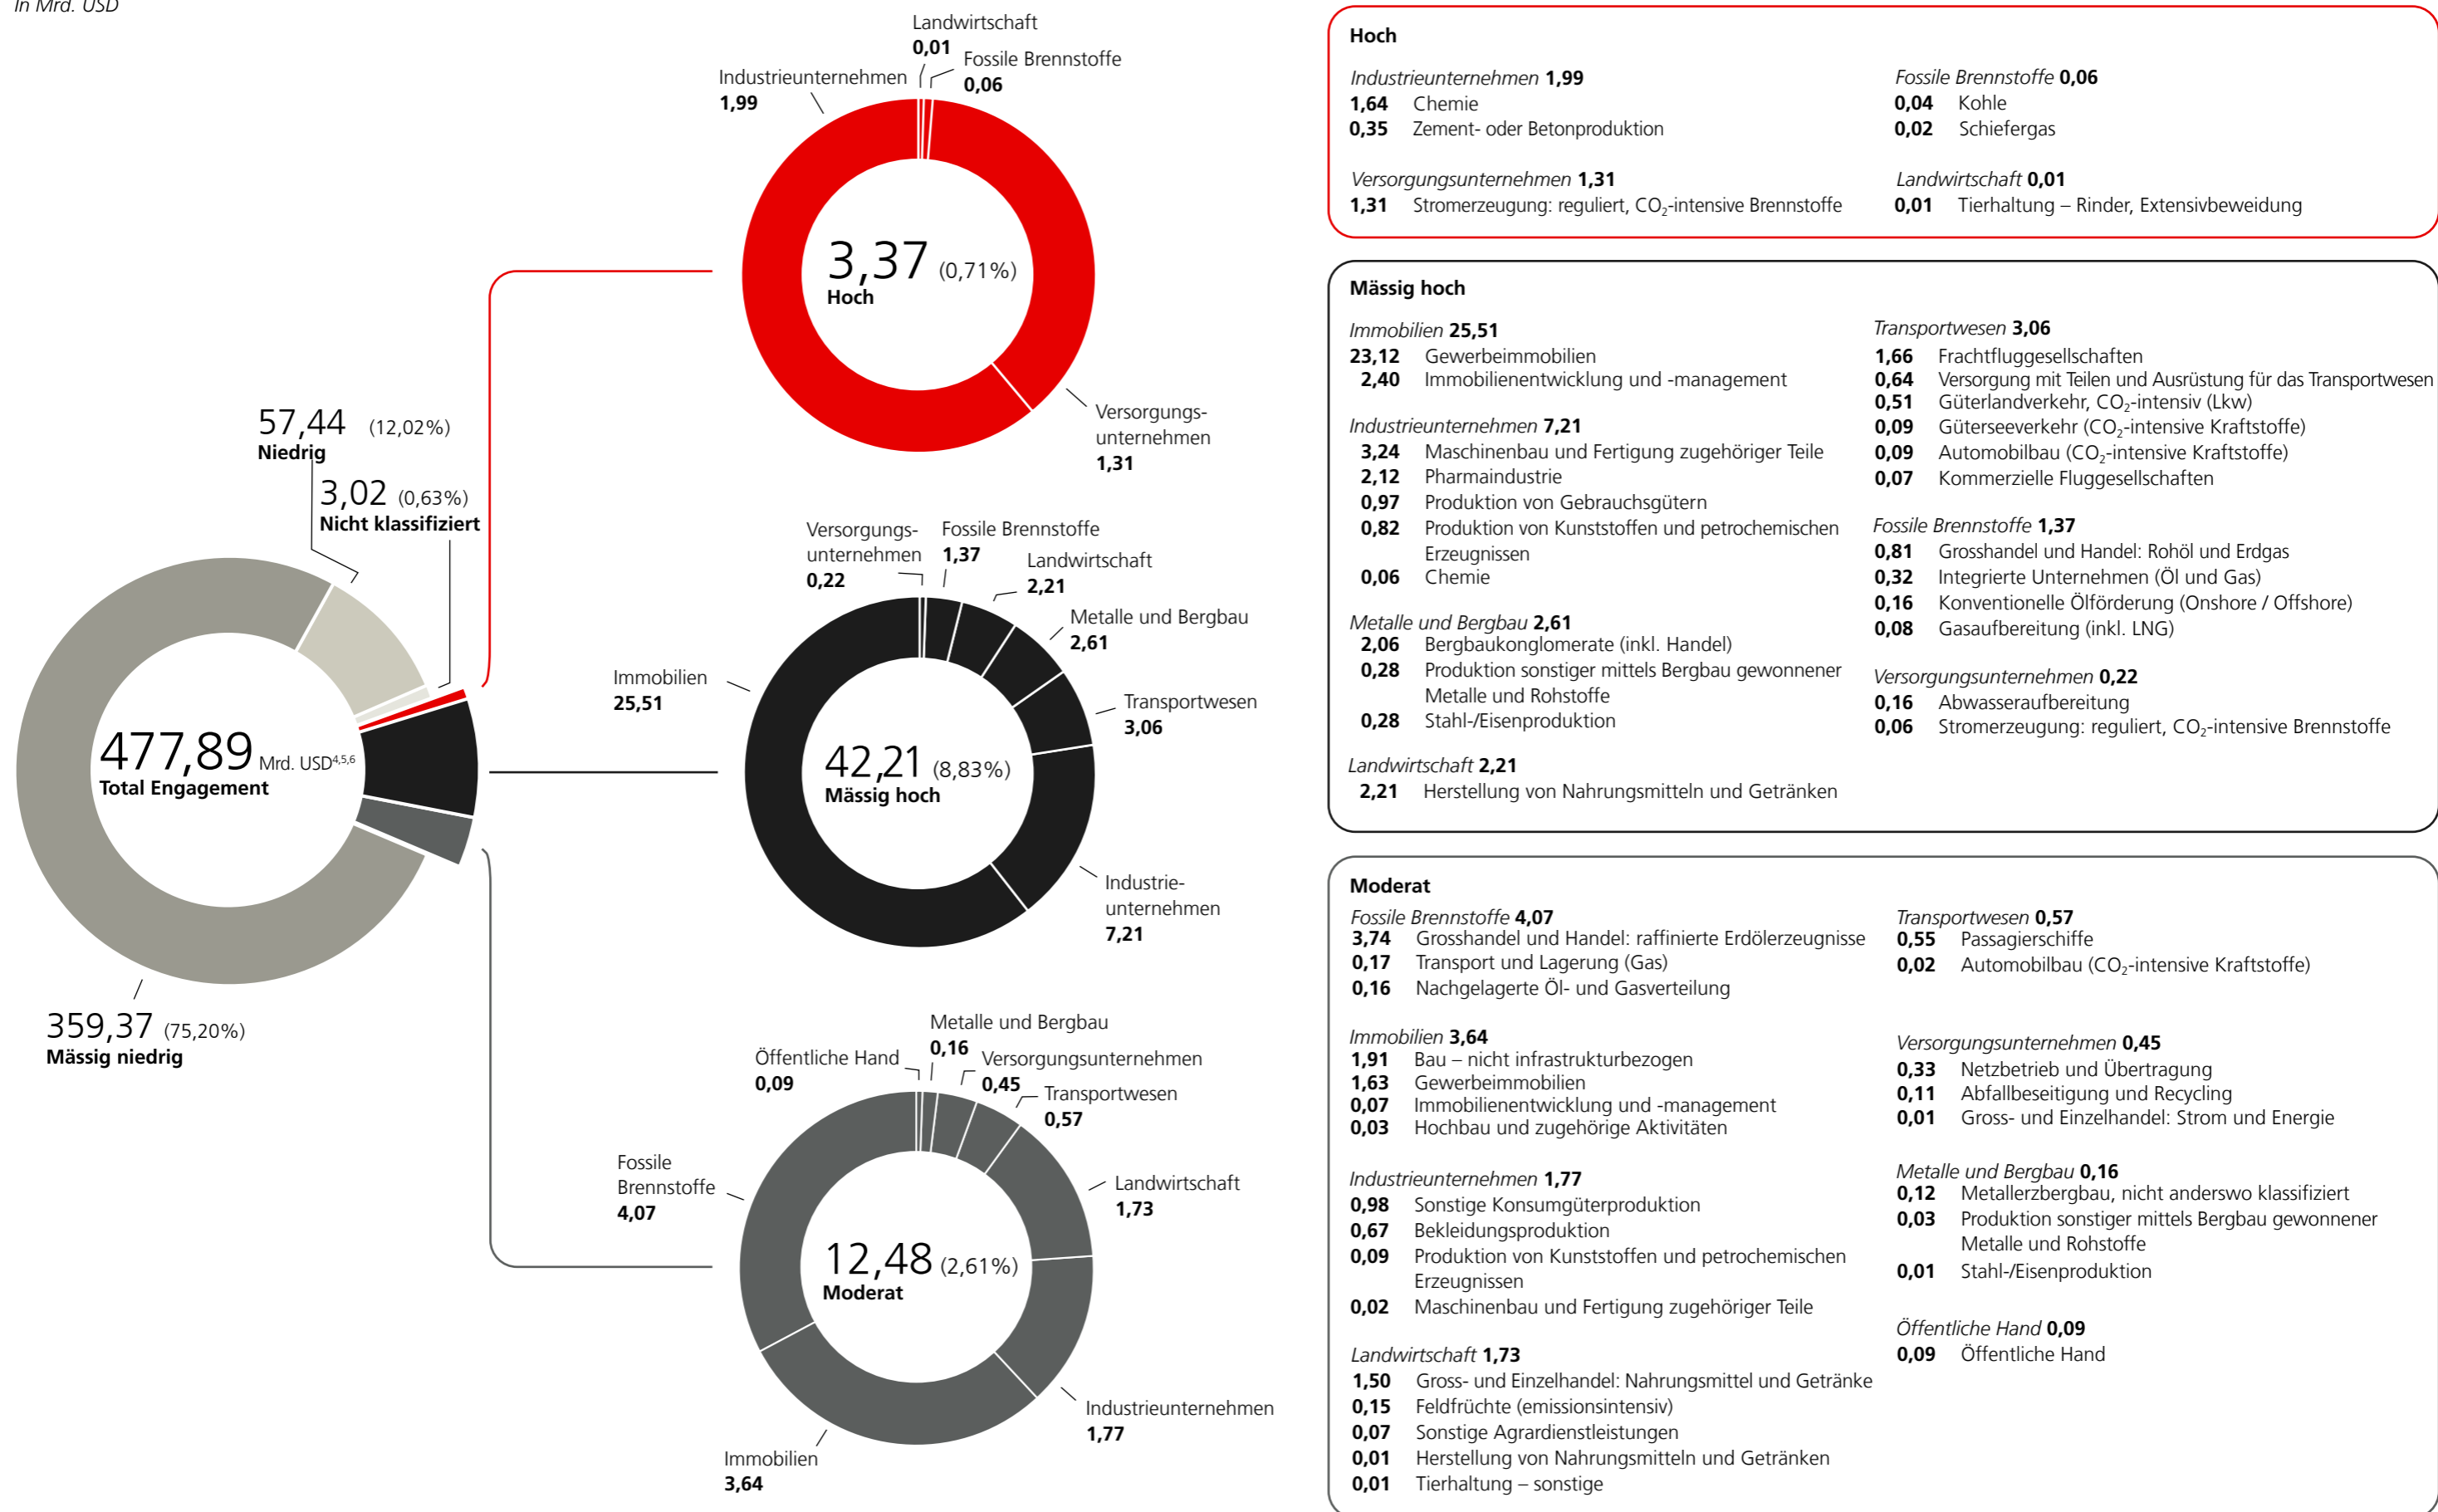 In Mrd. USD
57,44 (12,02%)
Niedrig
3,02 (0,63%)
Nicht klassifiziert
477,89 Mrd. USD4,5,6
Total Engagement
359,37 (75,20%)
Mässig niedrig
Landwirtschaft
0,01
Fossile Brennstoffe
0,06
Industrieunternehmen
1,99
3,37 (0,71%)
Hoch
Versorgungs-
unternehmen
1,31
Versorgungs-
unternehmen
0,22
Fossile Brennstoffe
1,37
Landwirtschaft
2,21
Metalle und Bergbau
2,61
Immobilien
25,51
Transportwesen
3,06
42,21 (8,83%)
Mässig hoch
Industrie-
unternehmen
7,21
Metalle und Bergbau
0,16
Öffentliche Hand
0,09
Versorgungsunternehmen
0,45
Transportwesen
0,57
Fossile
Brennstoffe
4,07
Landwirtschaft
1,73
12,48 (2,61%)
Moderat
Industrieunternehmen
1,77
Immobilien
3,64
Hoch
Industrieunternehmen 1,99
1,64 Chemie
0,35 Zement- oder Betonproduktion
Versorgungsunternehmen 1,31
1,31 Stromerzeugung: reguliert, CO2-intensive Brennstoffe
Fossile Brennstoffe 0,06
0,04 Kohle
0,02 Schiefergas
Landwirtschaft 0,01
0,01 Tierhaltung – Rinder, Extensivbeweidung
Mässig hoch
Immobilien 25,51
23,12 Gewerbeimmobilien
2,40 Immobilienentwicklung und -management
Industrieunternehmen 7,21
3,24 Maschinenbau und Fertigung zugehöriger Teile
2,12 Pharmaindustrie
0,97 Produktion von Gebrauchsgütern
0,82 Produktion von Kunststoffen und petrochemischen
Erzeugnissen
0,06 Chemie
Metalle und Bergbau 2,61
2,06 Bergbaukonglomerate (inkl. Handel)
0,28 Produktion sonstiger mittels Bergbau gewonnener
Metalle und Rohstoffe
0,28 Stahl-/Eisenproduktion
Landwirtschaft 2,21
2,21 Herstellung von Nahrungsmitteln und Getränken
Transportwesen 3,06
1,66 Frachtfluggesellschaften
0,64 Versorgung mit Teilen und Ausrüstung für das Transportwesen
0,51 Güterlandverkehr, CO2-intensiv (Lkw)
0,09 Güterseeverkehr (CO2-intensive Kraftstoffe)
0,09 Automobilbau (CO2-intensive Kraftstoffe)
0,07 Kommerzielle Fluggesellschaften
Fossile Brennstoffe 1,37
0,81 Grosshandel und Handel: Rohöl und Erdgas
0,32 Integrierte Unternehmen (Öl und Gas)
0,16 Konventionelle Ölförderung (Onshore / Offshore)
0,08 Gasaufbereitung (inkl. LNG)
Versorgungsunternehmen 0,22
0,16 Abwasseraufbereitung
0,06 Stromerzeugung: reguliert, CO2-intensive Brennstoffe
Moderat
Fossile Brennstoffe 4,07
3,74 Grosshandel und Handel: raffinierte Erdölerzeugnisse
0,17 Transport und Lagerung (Gas)
0,16 Nachgelagerte Öl- und Gasverteilung
Immobilien 3,64
1,91 Bau – nicht infrastrukturbezogen
1,63 Gewerbeimmobilien
0,07 Immobilienentwicklung und -management
0,03 Hochbau und zugehörige Aktivitäten
Industrieunternehmen 1,77
0,98 Sonstige Konsumgüterproduktion
0,67 Bekleidungsproduktion
0,09 Produktion von Kunststoffen und petrochemischen
Erzeugnissen
0,02 Maschinenbau und Fertigung zugehöriger Teile
Landwirtschaft 1,73
1,50 Gross- und Einzelhandel: Nahrungsmittel und Getränke
0,15 Feldfrüchte (emissionsintensiv)
0,07 Sonstige Agrardienstleistungen
0,01 Herstellung von Nahrungsmitteln und Getränken
0,01 Tierhaltung – sonstige
Transportwesen 0,57
0,55 Passagierschiffe
0,02 Automobilbau (CO2-intensive Kraftstoffe)
Versorgungsunternehmen 0,45
0,33 Netzbetrieb und Übertragung
0,11 Abfallbeseitigung und Recycling
0,01 Gross- und Einzelhandel: Strom und Energie
Metalle und Bergbau 0,16
0,12 Metallerzbergbau, nicht anderswo klassifiziert
0,03 Produktion sonstiger mittels Bergbau gewonnener
Metalle und Rohstoffe
0,01 Stahl-/Eisenproduktion
Öffentliche Hand 0,09
0,09 Öffentliche Hand